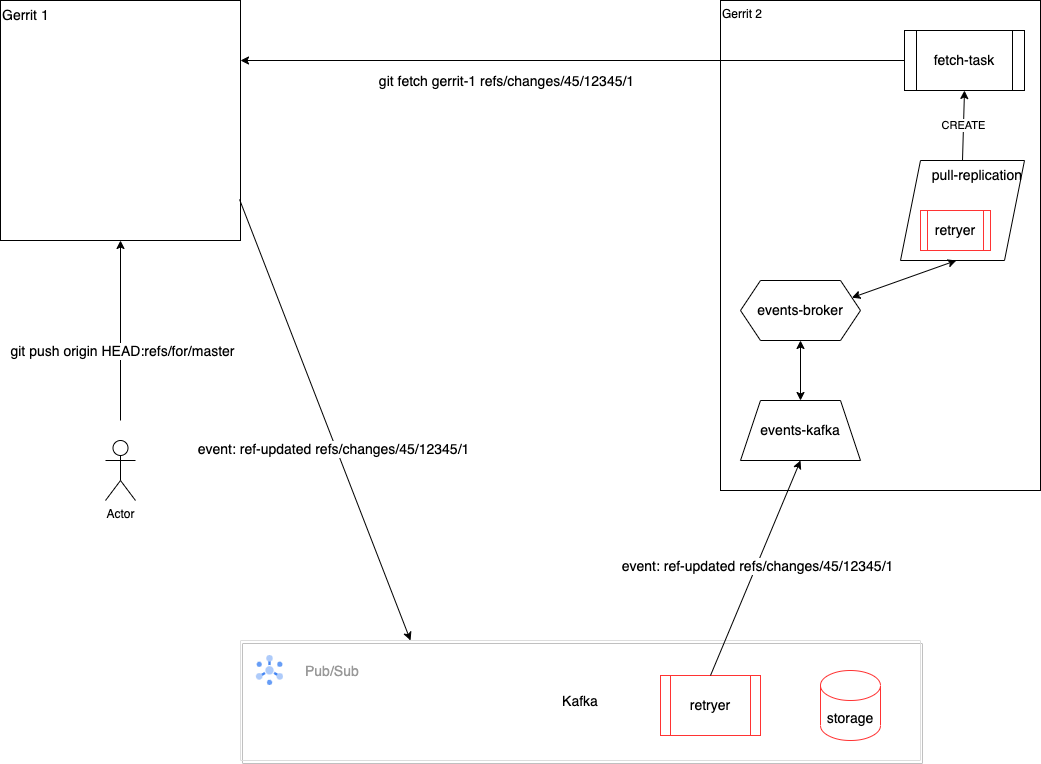 Gerrit 1
Gerrit 2
fetch-task
git fetch gerrit-1 refs/changes/45/12345/1
CREATE
pull-replication
retryer
events-broker
git push origin HEAD:refs/for/master
events-kafka
event: ref-updated refs/changes/45/12345/1
Actor
event: ref-updated refs/changes/45/12345/1
Pub/Sub
Kafka
retryer
storage